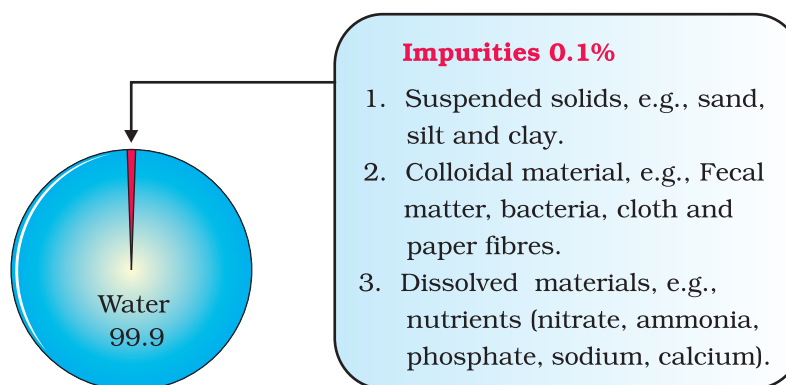 Impurities 0.1%
1. Suspended solids, e.g., sand,
silt and clay.
2. Colloidal material, e.g., Fecal
matter, bacteria, cloth and
paper fibres.
3. Dissolved materials, e.g.,
nutrients (nitrate, ammonia,
phosphate, sodium, calcium).
Water
99.9